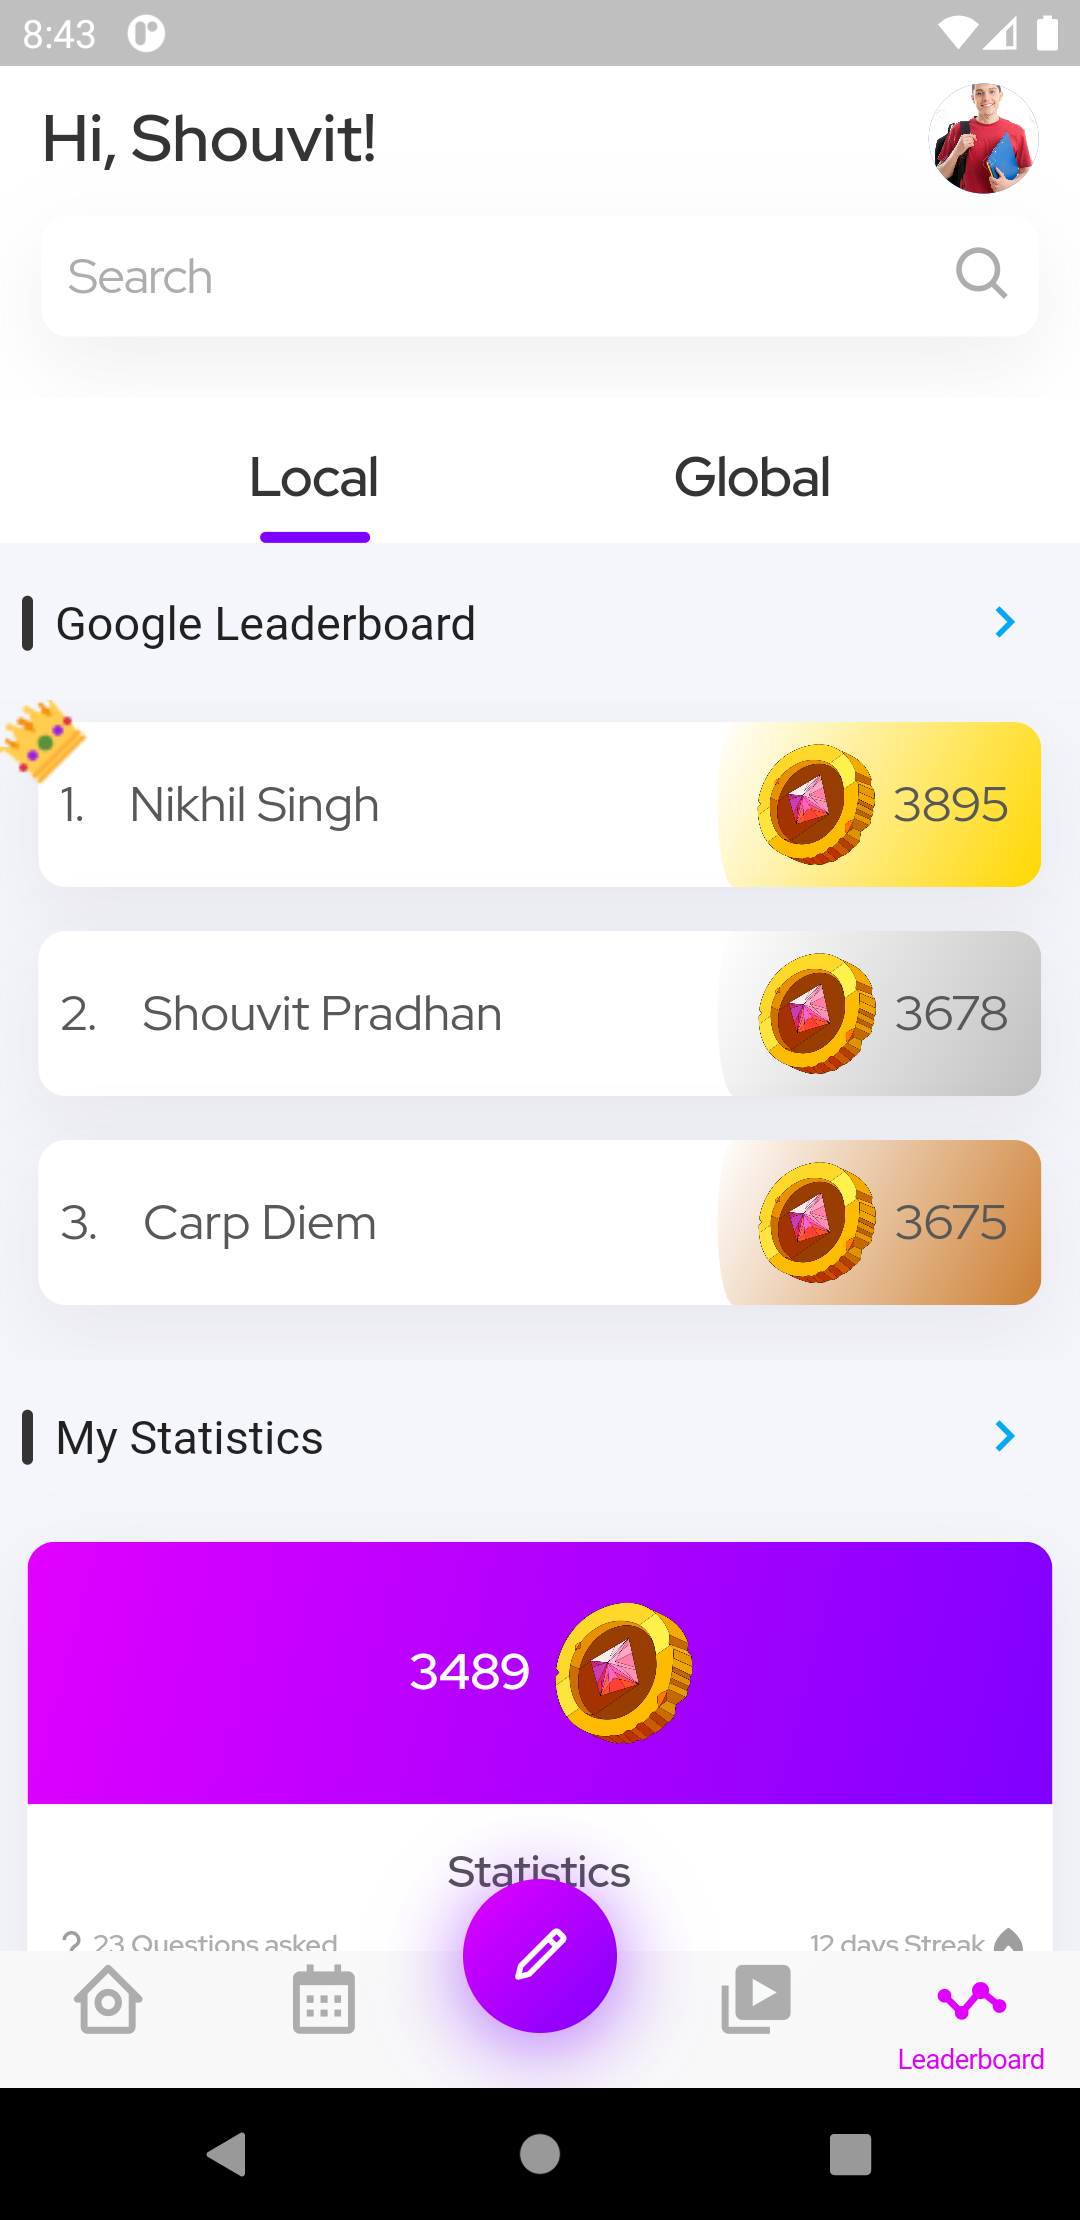 8:43
Hi, Shouvit!
Search
Local Global
Google Leaderboard
1. Nikhil Singh 3895
2. Shouvit Pradhan 3678
3. Carp Diem 3675
My Statistics
3489
Statistics
? 23 Questions asked 12 days Streak
Leaderboard